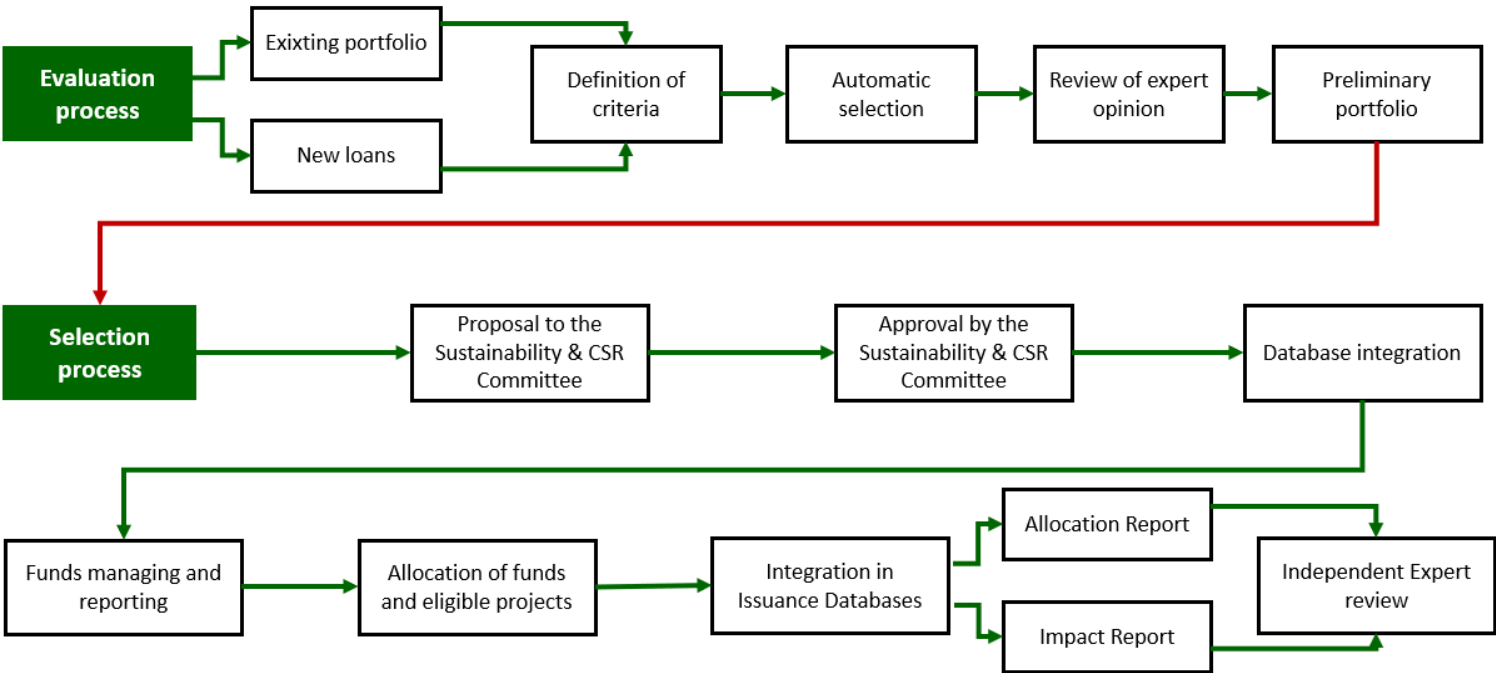 Evaluation
process
Exixting portfolio
New loans
Definition of
criteria
Automatic
selection
Review of expert
opinion
Preliminary
portfolio
Selection
process
Proposal to the
Sustainability & CSR
Committee
Approval by the
Sustainability & CSR
Committee
Database integration
Funds managing and
reporting
Allocation of funds
and eligible projects
Integration in
Issuance Databases
Allocation Report
Impact Report
Independent Expert
review